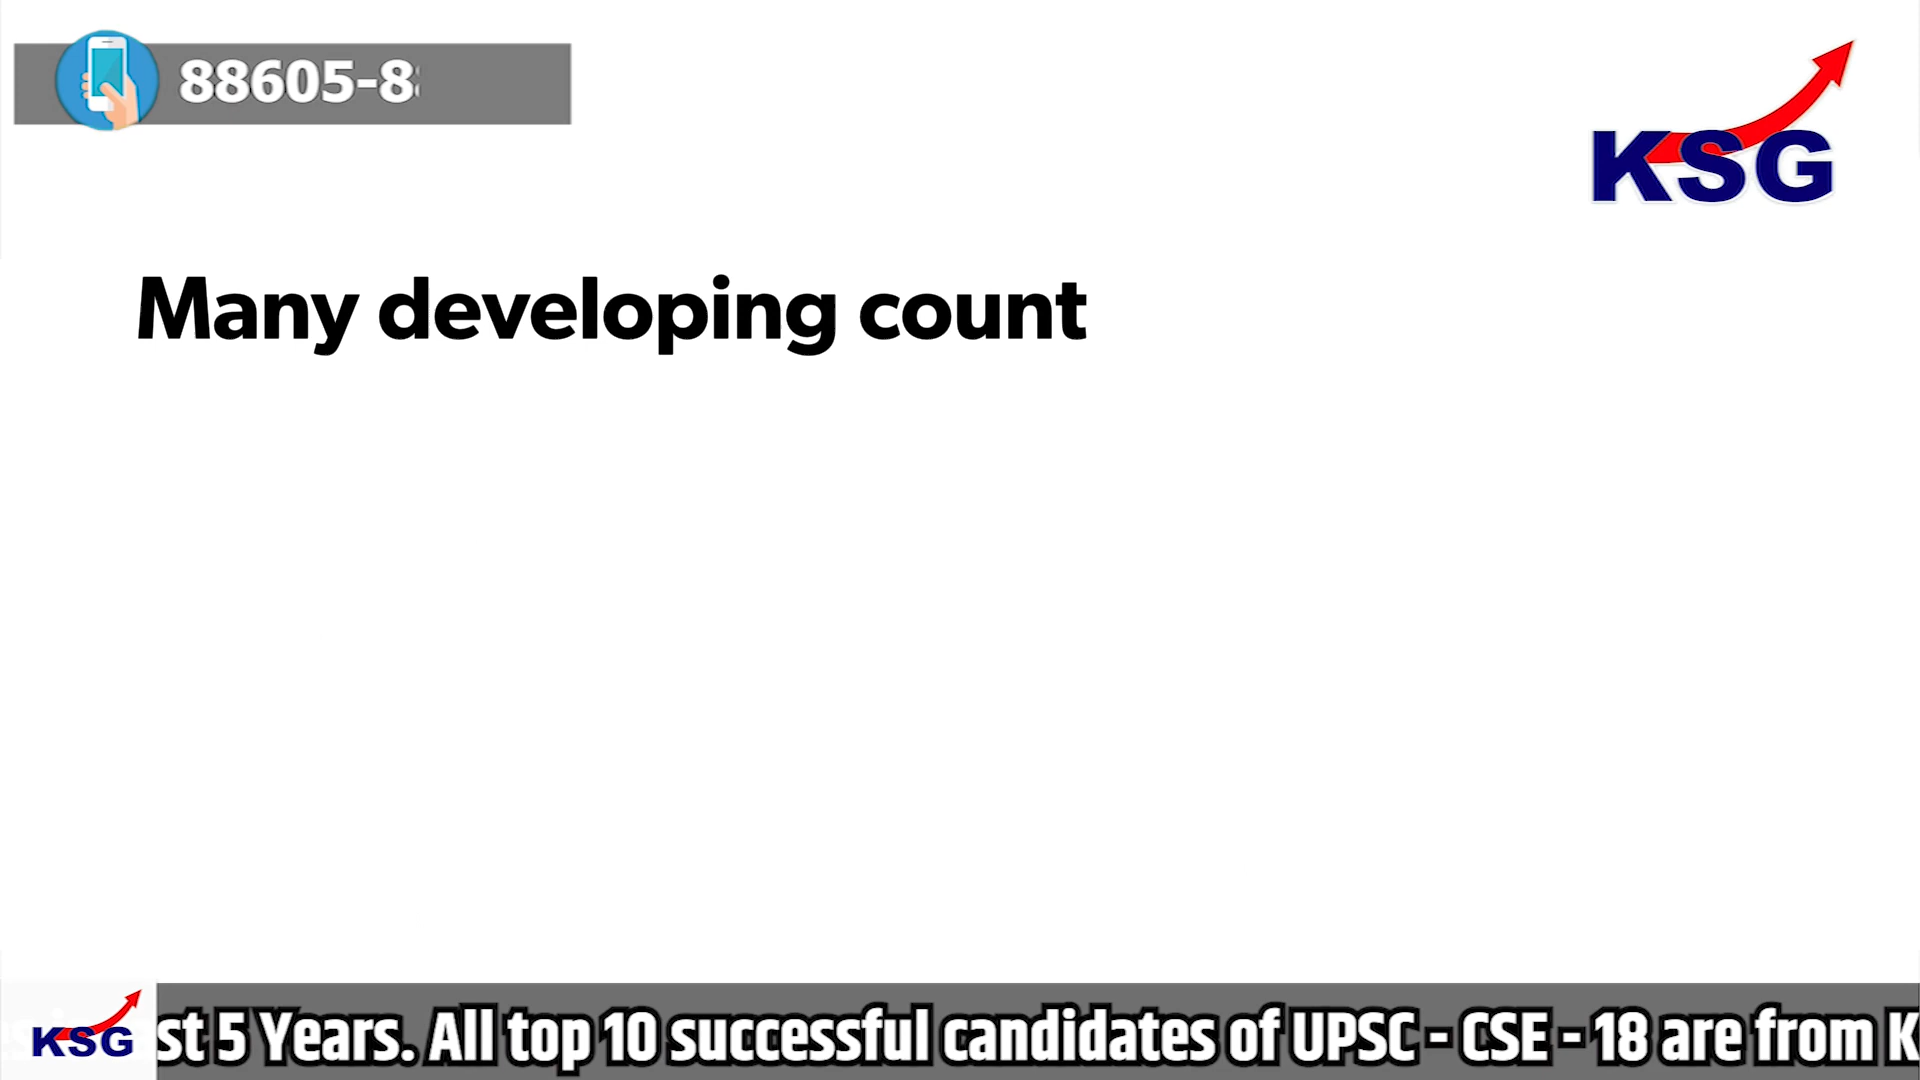 88605-8
KSG
Many developing count
KSG
st 5 Years. All top 10 successful candidates of UPSC - CSE - 18 are from K